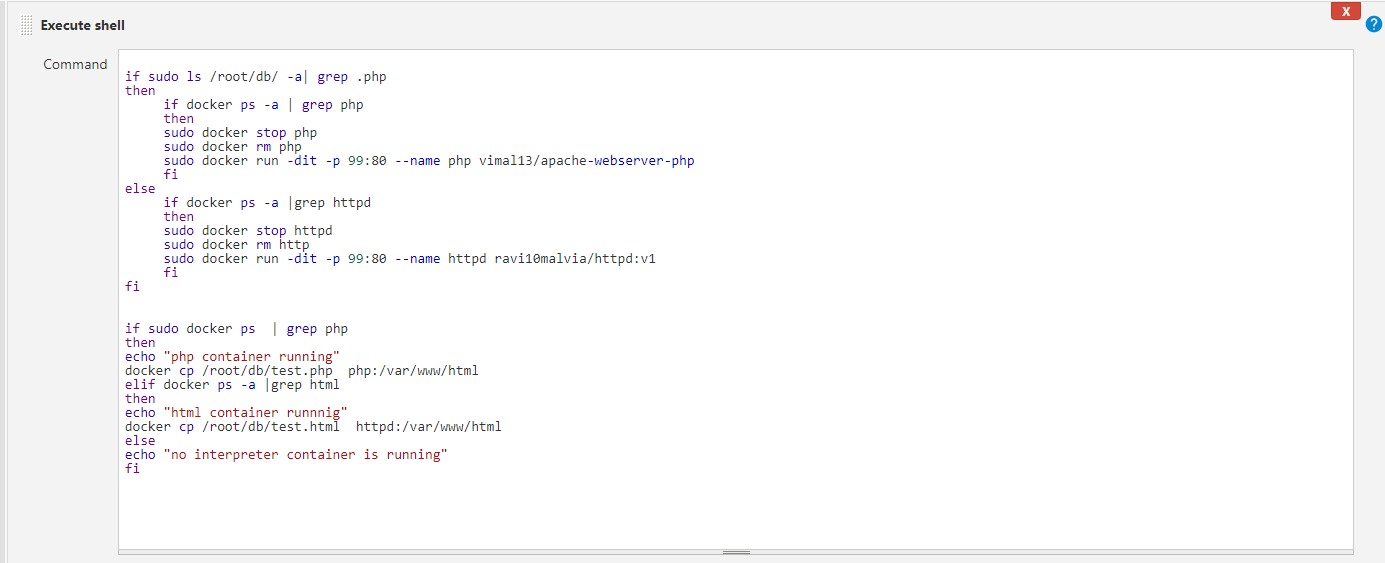 X
Execute shell
?
Command
if sudo ls /root/db/ -a| grep .php
then
if docker ps -a | grep php
then
sudo docker stop php
sudo docker rm php
sudo docker run -dit -p 99:80 --name php vimal13/apache-webserver-php
fi
else
if docker ps -a |grep httpd
then
sudo docker stop httpd
sudo docker rm http
sudo docker run -dit -p 99:80 --name httpd ravi10malvia/httpd:v1
fi
fi
if sudo docker ps  | grep php
then
echo "php container running"
docker cp /root/db/test.php  php:/var/www/html
elif docker ps -a |grep html
then
echo "html container runnnig"
docker cp /root/db/test.html  httpd:/var/www/html
else
echo "no interpreter container is running"
fi